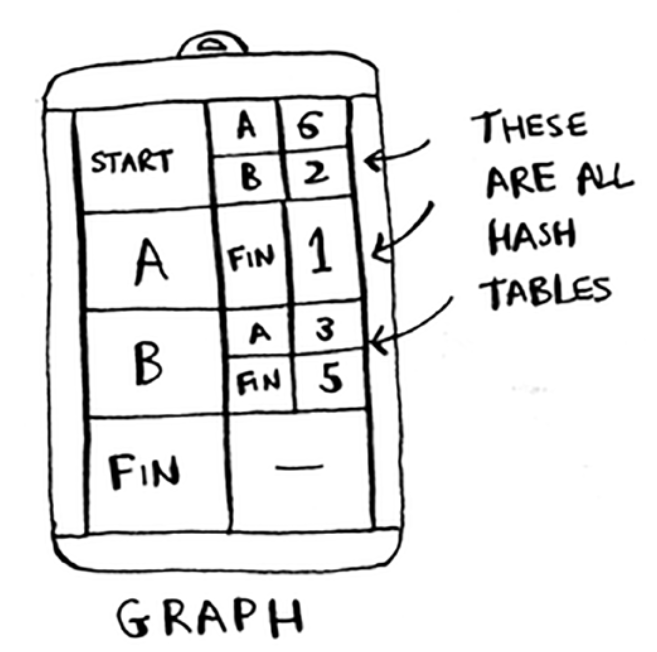 START A 6
B 2
A FIN 1
B A 3
FIN 5
FIN —
THESE
ARE ALL
HASH
TABLES
GRAPH